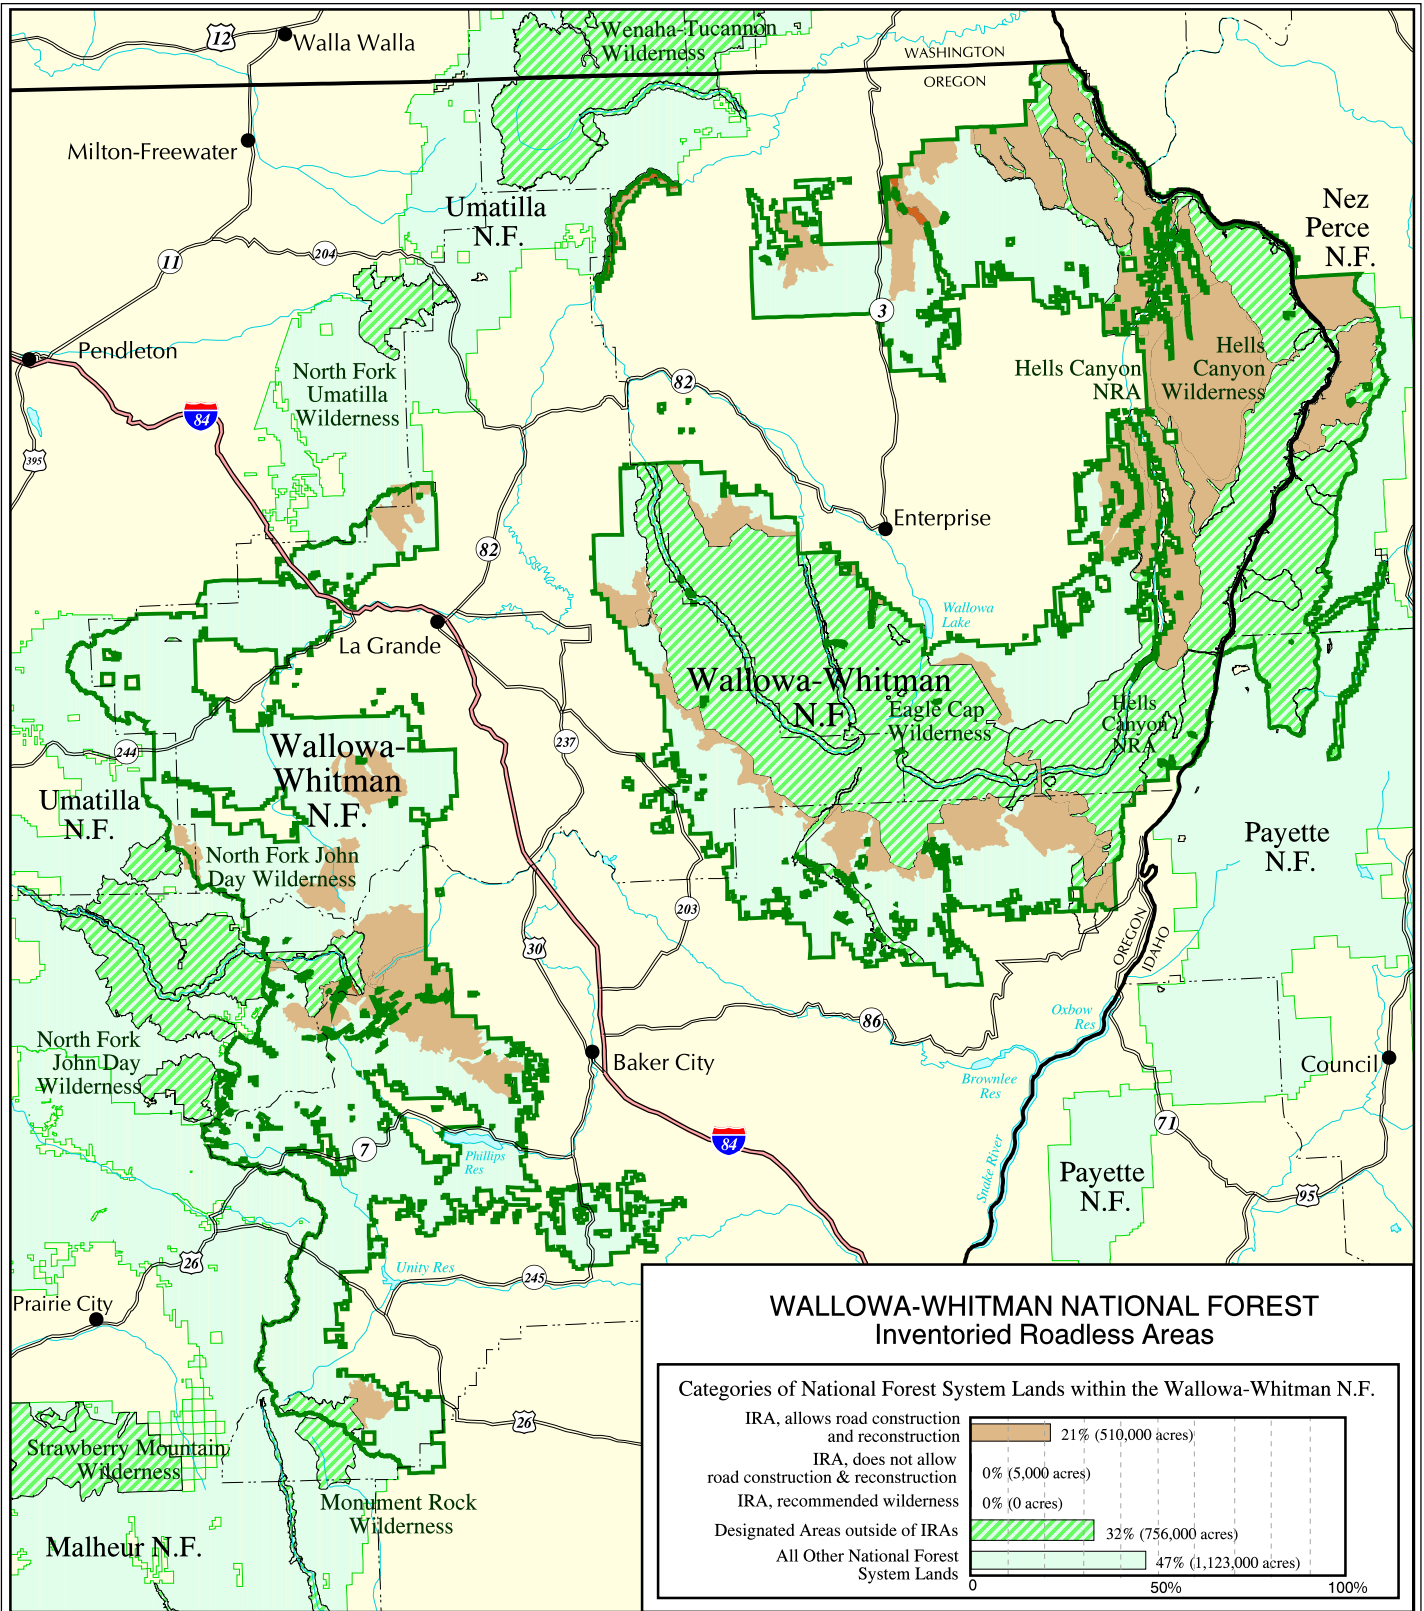 Wenaha-Tucannon
Wilderness
12
Walla Walla
WASHINGTON
OREGON
Milton-Freewater
Umatilla
N.F.
Nez
Perce
N.F.
11
204
3
Pendleton
North Fork
Umatilla
Wilderness
Hells
Canyon
Wilderness
Hells Canyon
NRA
82
84
395
Enterprise
82
Wallowa
Lake
La Grande
Wallowa-Whitman
N.F.
Eagle Cap
Wilderness
Hells
Canyon
NRA
244
237
Wallowa-
Whitman
N.F.
Umatilla
N.F.
Payette
N.F.
North Fork John
Day Wilderness
203
30
OREGON
IDAHO
86
Oxbow
Res
North Fork
John Day
Wilderness
Baker City
Council
Brownlee
Res
84
71
7
Phillips
Res
Snake River
Payette
N.F.
95
26
Unity Res
245
Prairie City
26
Strawberry Mountain
Wilderness
Monument Rock
Wilderness
Malheur N.F.
WALLOWA-WHITMAN NATIONAL FOREST
Inventoried Roadless Areas
Categories of National Forest System Lands within the Wallowa-Whitman N.F.
IRA, allows road construction
and reconstruction
21% (510,000 acres)
IRA, does not allow
road construction & reconstruction
0% (5,000 acres)
IRA, recommended wilderness
0% (0 acres)
Designated Areas outside of IRAs
32% (756,000 acres)
All Other National Forest
System Lands
47% (1,123,000 acres)
0 50% 100%